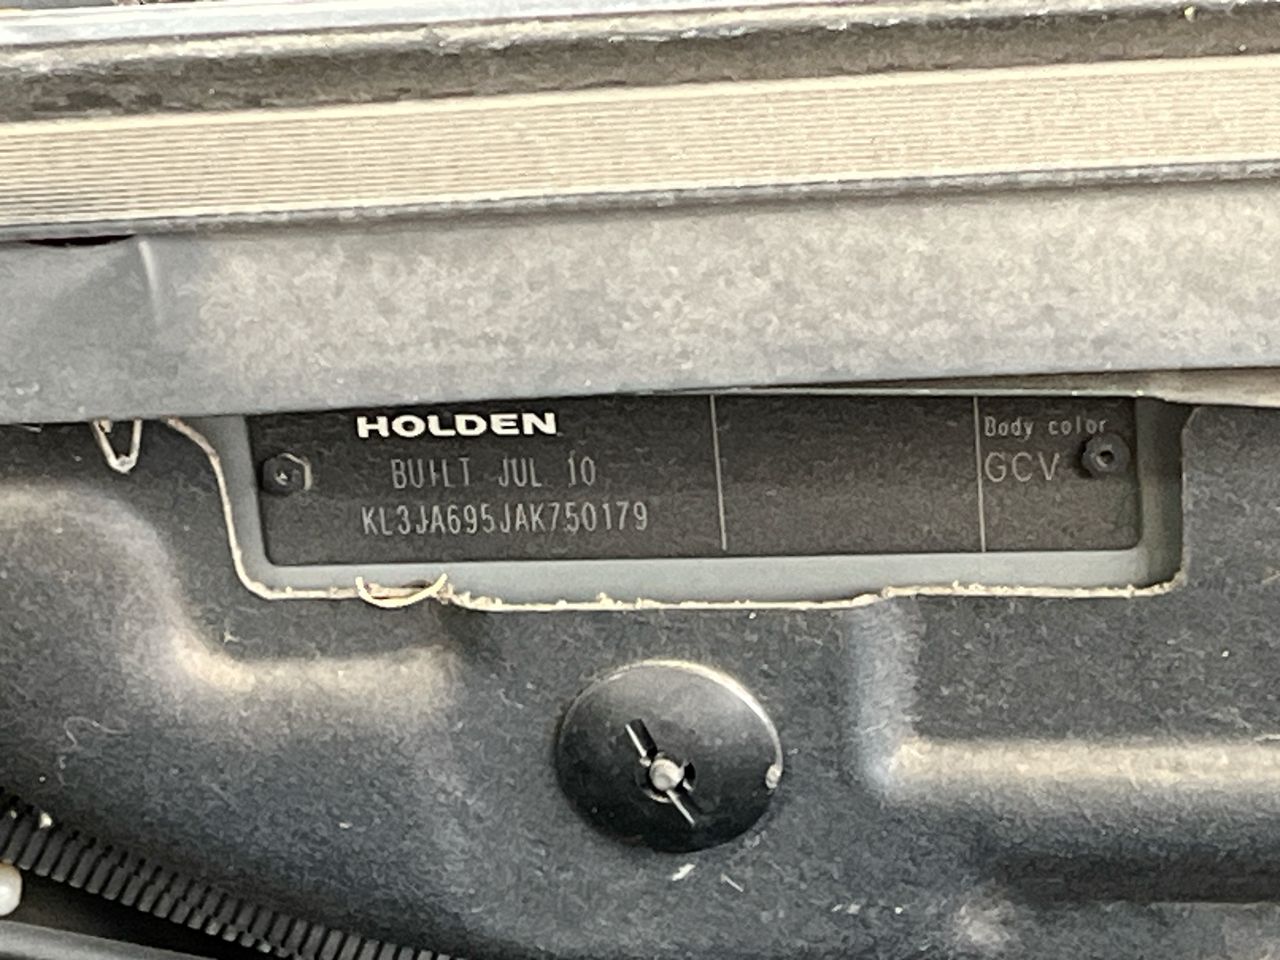 HOLDEN
BUILT JUL 10
KL3JA695JAK750179
Body color
GCV